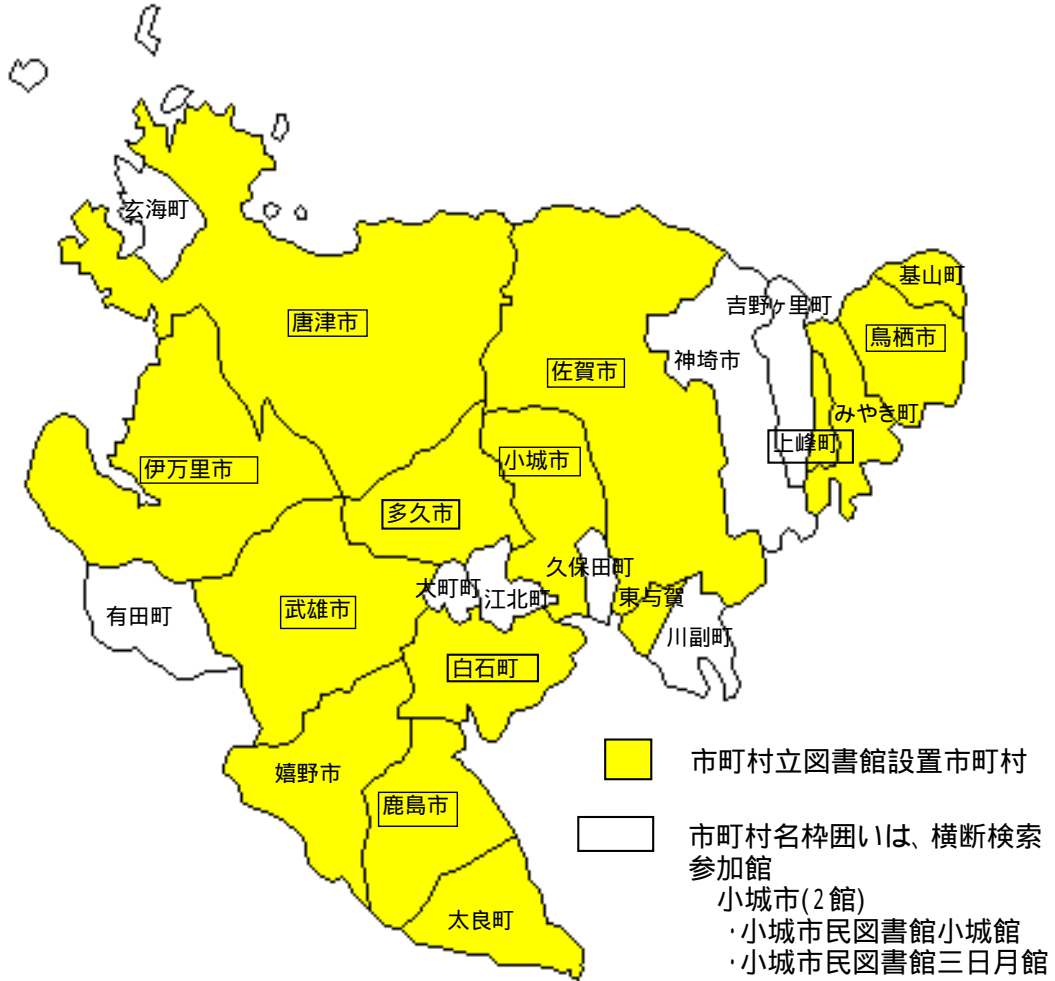 玄海町
基山町
吉野ヶ里町
唐津市
鳥栖市
神埼市
佐賀市
みやき町
上峰町
小城市
伊万里市
多久市
久保田町
大町町
江北町
東与賀
武雄市
有田町
川副町
白石町
市町村立図書館設置市町村
嬉野市
鹿島市
市町村名枠囲いは、横断検索
参加館
小城市(2館)
太良町
・小城市民図書館小城館
・小城市民図書館三日月館